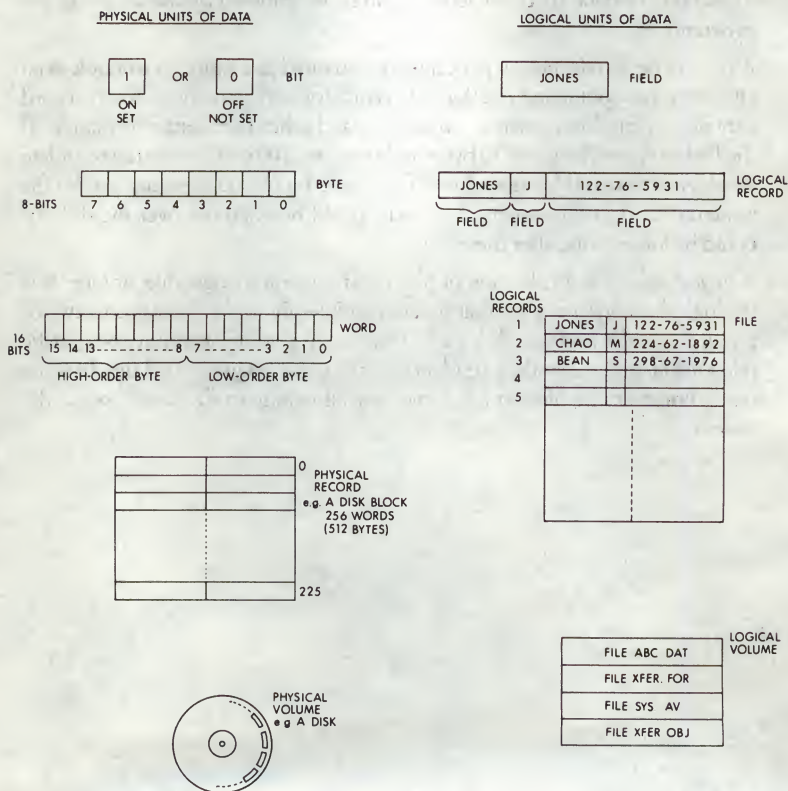 PHYSICAL UNITS OF DATA
1 OR 0 BIT
ON OFF
SET NOT SET
BYTE
8-BITS 7 6 5 4 3 2 1 0
WORD
16
BITS 15 14 13------------8 7------3 2 1 0
HIGH-ORDER BYTE LOW-ORDER BYTE
0
PHYSICAL
RECORD
e.g. A DISK BLOCK
256 WORDS
(512 BYTES)
225
PHYSICAL
VOLUME
e g A DISK
LOGICAL UNITS OF DATA
JONES FIELD
JONES J 122-76-5931 LOGICAL
RECORD
FIELD FIELD FIELD
LOGICAL
RECORDS
1 JONES J 122-76-5931 FILE
2 CHAO M 224-62-1892
3 BEAN S 298-67-1976
4
5
LOGICAL
VOLUME
FILE ABC DAT
FILE XFER. FOR
FILE SYS AV
FILE XFER OBJ